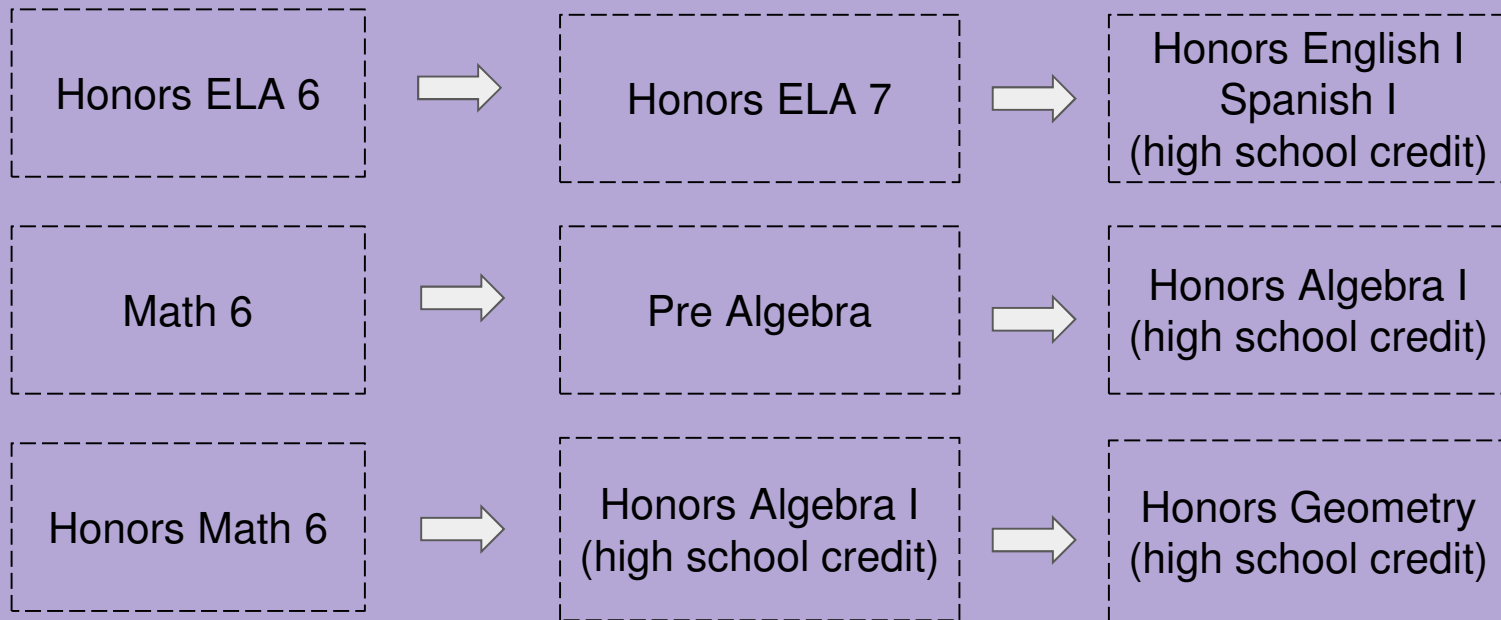 Honors ELA 6
Honors ELA 7
Honors English I
Spanish I
(high school credit)
Math 6
Pre Algebra
Honors Algebra I
(high school credit)
Honors Math 6
Honors Algebra I
(high school credit)
Honors Geometry
(high school credit)